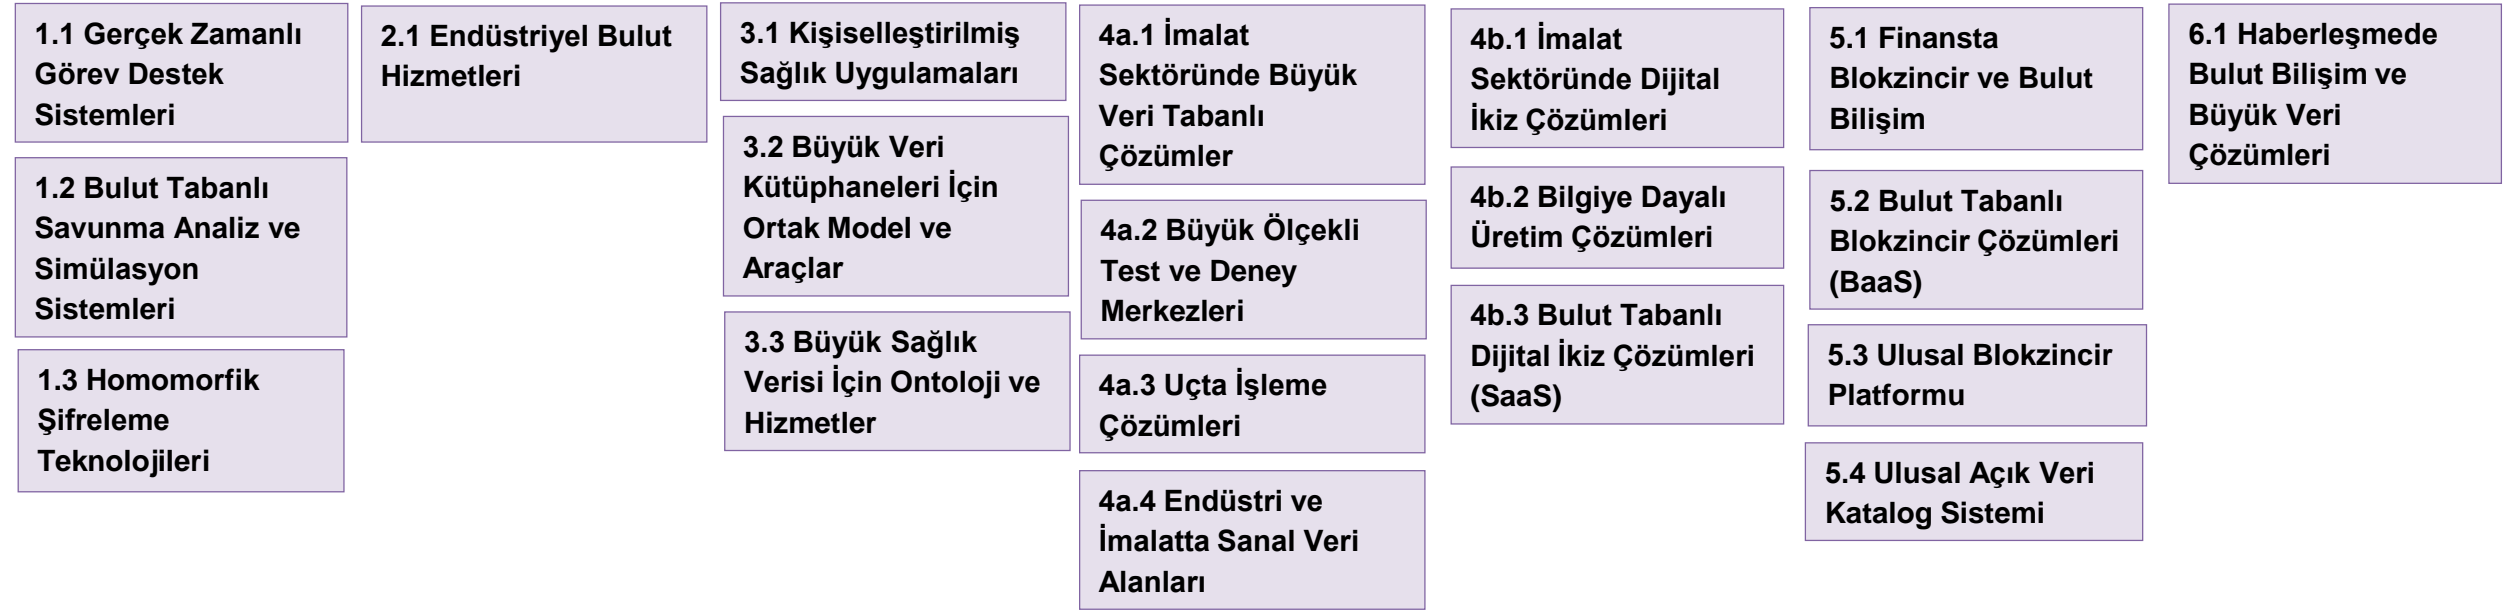 1.1 Gerçek Zamanlı
Görev Destek
Sistemleri
1.2 Bulut Tabanlı
Savunma Analiz ve
Simülasyon
Sistemleri
1.3 Homomorfik
Şifreleme
Teknolojileri
2.1 Endüstriyel Bulut
Hizmetleri
3.1 Kişiselleştirilmiş
Sağlık Uygulamaları
3.2 Büyük Veri
Kütüphaneleri İçin
Ortak Model ve
Araçlar
3.3 Büyük Sağlık
Verisi İçin Ontoloji ve
Hizmetler
4a.1 İmalat
Sektöründe Büyük
Veri Tabanlı
Çözümler
4a.2 Büyük Ölçekli
Test ve Deney
Merkezleri
4a.3 Uçta İşleme
Çözümleri
4a.4 Endüstri ve
İmalatta Sanal Veri
Alanları
4b.1 İmalat
Sektöründe Dijital
İkiz Çözümleri
4b.2 Bilgiye Dayalı
Üretim Çözümleri
4b.3 Bulut Tabanlı
Dijital İkiz Çözümleri
(SaaS)
5.1 Finansta
Blokzincir ve Bulut
Bilişim
5.2 Bulut Tabanlı
Blokzincir Çözümleri
(BaaS)
5.3 Ulusal Blokzincir
Platformu
5.4 Ulusal Açık Veri
Katalog Sistemi
6.1 Haberleşmede
Bulut Bilişim ve
Büyük Veri
Çözümleri